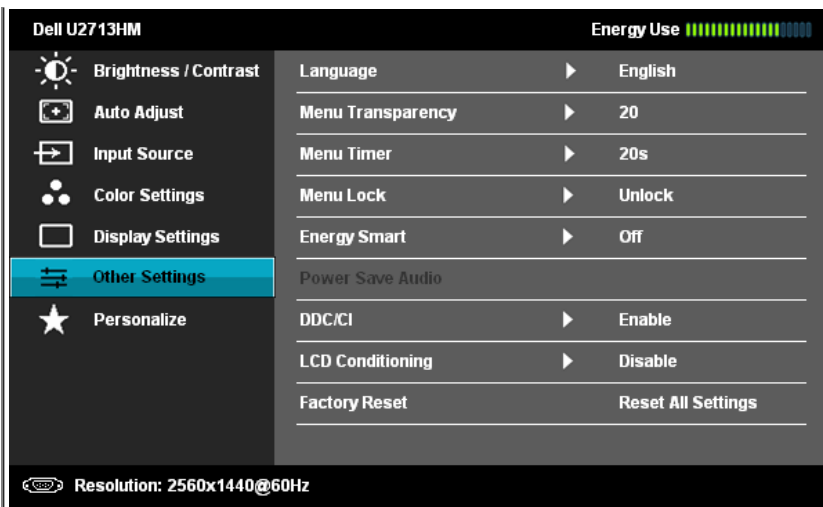 Dell U2713HM Energy Use
Brightness / Contrast Language English
Auto Adjust Menu Transparency 20
Input Source Menu Timer 20s
Color Settings Menu Lock Unlock
Display Settings Energy Smart Off
Other Settings Power Save Audio
Personalize DDC/CI Enable
LCD Conditioning Disable
Factory Reset Reset All Settings
Resolution: 2560x1440@60Hz